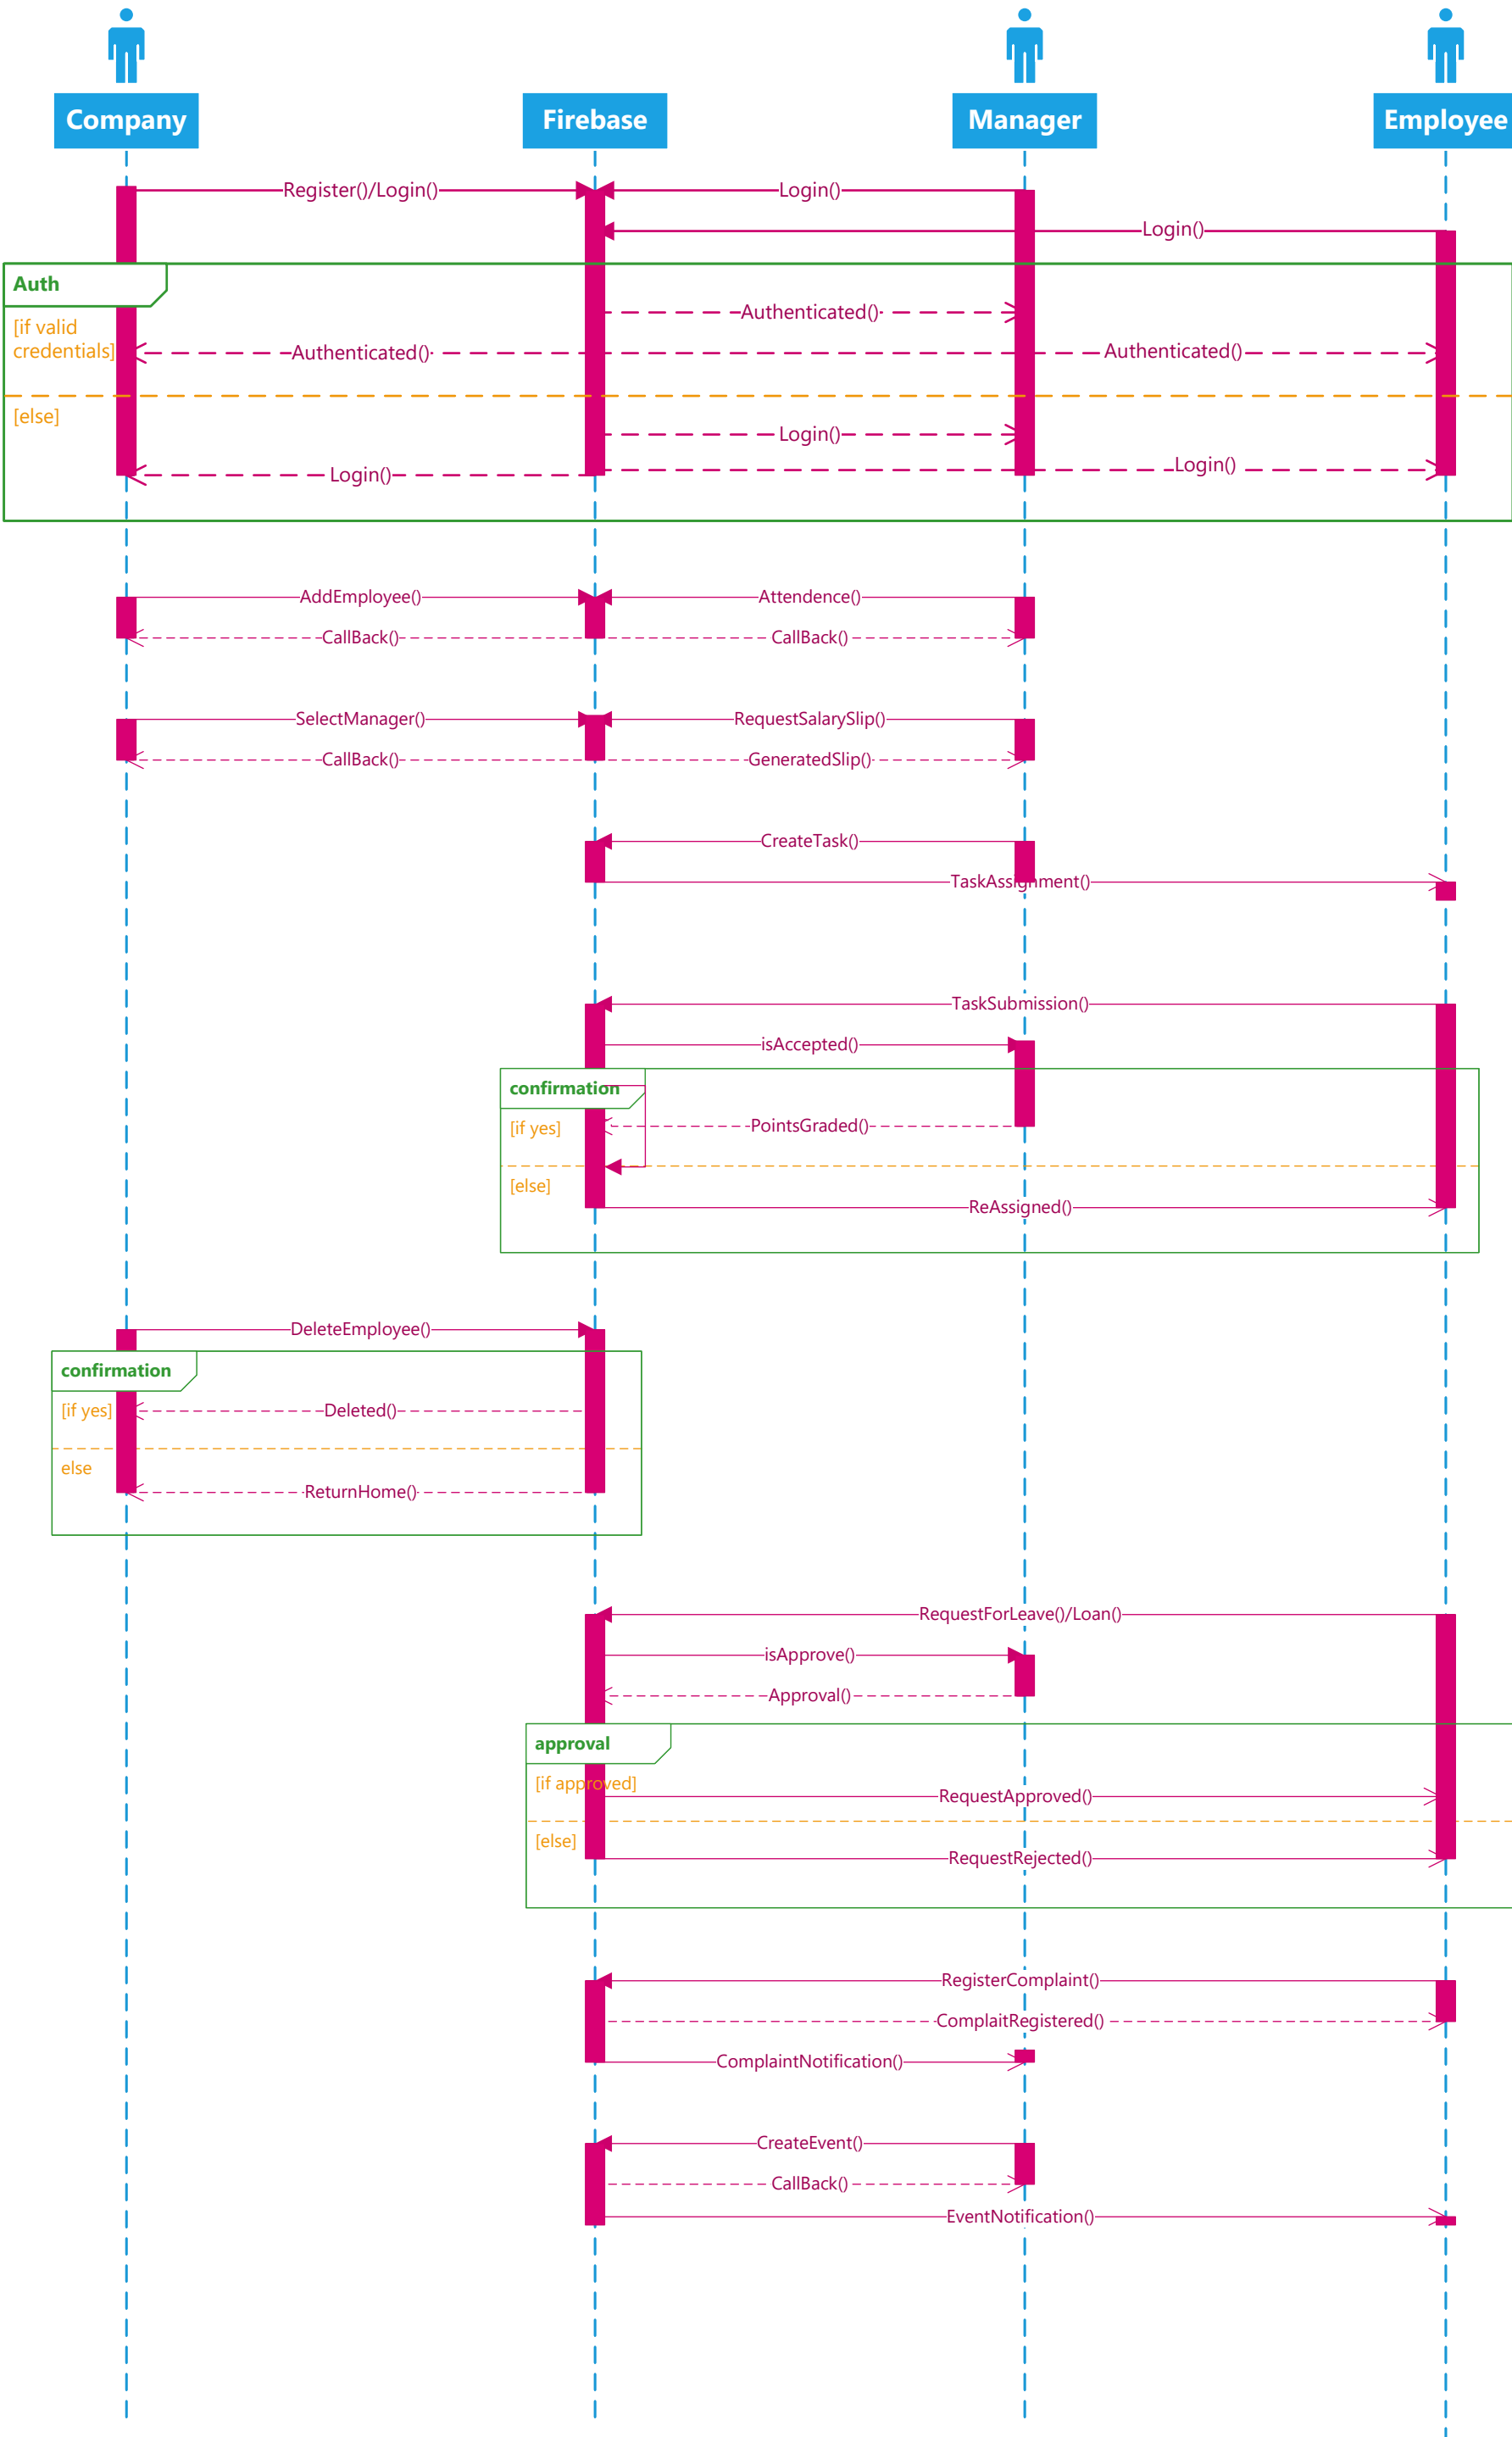 Company
Firebase
Manager
Employee
Register()/Login()
Login()
Login()
Auth
[if valid
credentials]
Authenticated()
Authenticated()
Authenticated()
[else]
Login()
Login()
Login()
AddEmployee()
Attendence()
CallBack()
CallBack()
SelectManager()
RequestSalarySlip()
CallBack()
GeneratedSlip()
CreateTask()
TaskAssignment()
TaskSubmission()
isAccepted()
confirmation
[if yes]
PointsGraded()
[else]
ReAssigned()
DeleteEmployee()
confirmation
[if yes]
Deleted()
else
ReturnHome()
RequestForLeave()/Loan()
isApprove()
Approval()
approval
[if approved]
RequestApproved()
[else]
RequestRejected()
RegisterComplaint()
ComplaitRegistered()
ComplaintNotification()
CreateEvent()
CallBack()
EventNotification()